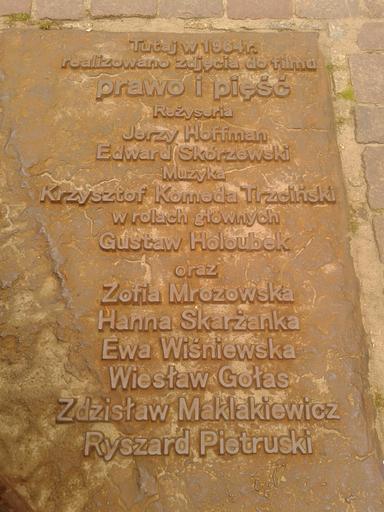 Tutaj w 1964r.
realizowano zdjęcia do filmu
prawo i pięść
Reżyseria
Jerzy Hoffman
Edward Skórzewski
Muzyka
Krzysztof Komeda Trzciński
w rolach głównych
Gustaw Holoubek
oraz
Zofia Mrozowska
Hanna Skarżanka
Ewa Wiśniewska
Wiesław Gołas
Zdzisław Maklakiewicz
Ryszard Pietruski